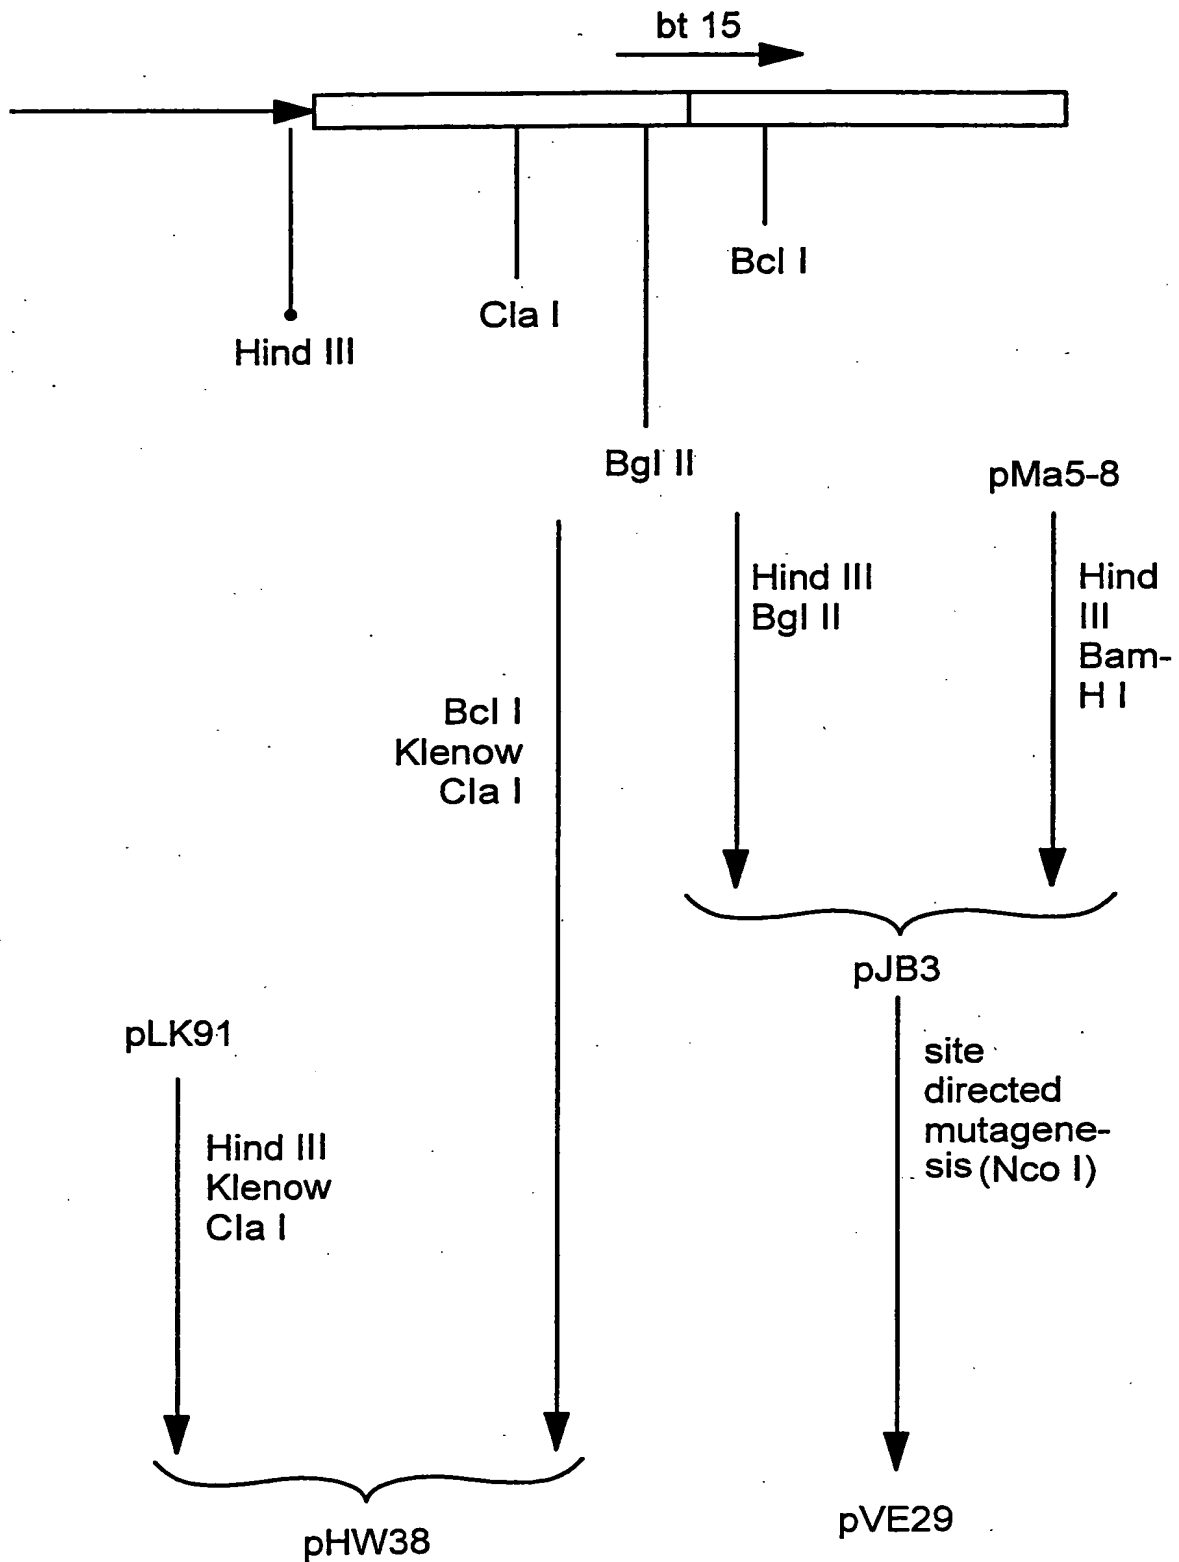 bt 15
Bcl I
Cla I
Hind III
Bgl II
pMa5-8
Hind III
Bgl II
Hind
III
Bam-
H I
Bcl I
Klenow
Cla I
pJB3
pLK91
site
directed
mutagene-
sis (Nco I)
Hind III
Klenow
Cla I
pVE29
pHW38